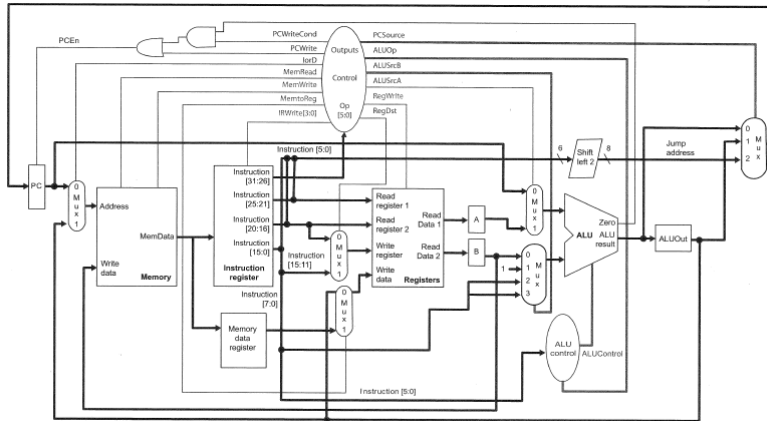 PCWriteCond
PCSource
PCEn
PCWrite
Outputs
ALUOp
IorD
ALUSrcB
MemRead
Control
ALUSrcA
MemWrite
RegWrite
MemtoReg
Op
[5:0]
RegDst
IRWrite[3:0]
Instruction [5:0]
6
Shift
left 2
8
Jump
address
0
1
2
M
u
x
PC
0
M
u
x
1
Address
MemData
Write
data
Memory
Instruction
[31:26]
Instruction
[25:21]
Instruction
[20:16]
Instruction
[15:0]
Instruction
register
Instruction
[15:11]
Instruction
[7:0]
Memory
data
register
0
M
u
x
1
0
M
u
x
1
Read
register 1
Read
register 2
Write
register
Write
data
Read
Data 1
Read
Data 2
Registers
A
B
0
M
u
x
1
0
1
2
3
M
u
x
1
Zero
ALU
ALU
result
ALUOut
ALU
control
ALUControl
Instruction [5:0]